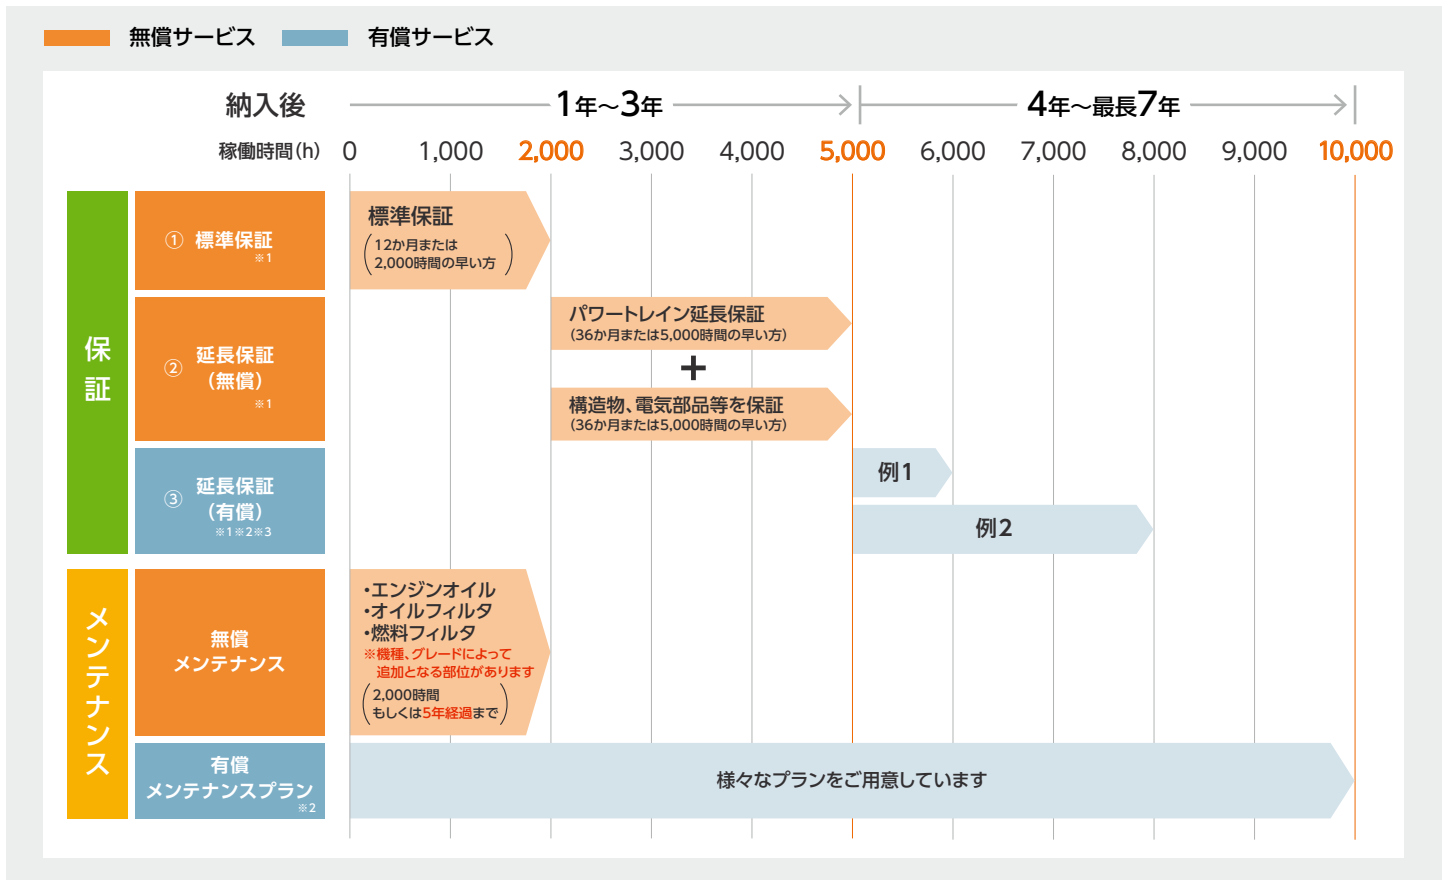 無償サービス 有償サービス
納入後 1年～3年 4年～最長7年
稼働時間(h) 0 1,000 2,000 3,000 4,000 5,000 6,000 7,000 8,000 9,000 10,000
保証
① 標準保証
※1
標準保証
(12か月または
2,000時間の早い方)
② 延長保証
(無償)
※1
パワートレイン延長保証
(36か月または5,000時間の早い方)
+
構造物、電気部品等を保証
(36か月または5,000時間の早い方)
③ 延長保証
(有償)
※1※2※3
例1
例2
メンテナンス
無償
メンテナンス
・エンジンオイル
・オイルフィルタ
・燃料フィルタ
※機種、グレードによって
追加となる部位があります
(2,000時間
もしくは5年経過まで)
有償
メンテナンスプラン
※2
様々なプランをご用意しています